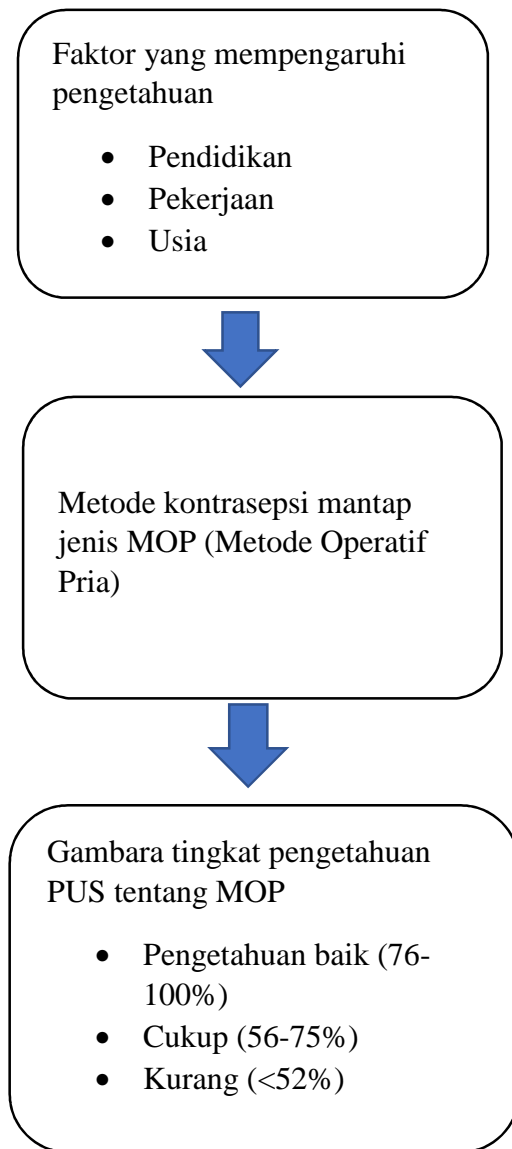 Faktor yang mempengaruhi
pengetahuan
• Pendidikan
• Pekerjaan
• Usia
Metode kontrasepsi mantap
jenis MOP (Metode Operatif
Pria)
Gambara tingkat pengetahuan
PUS tentang MOP
• Pengetahuan baik (76-
100%)
• Cukup (56-75%)
• Kurang (<52%)